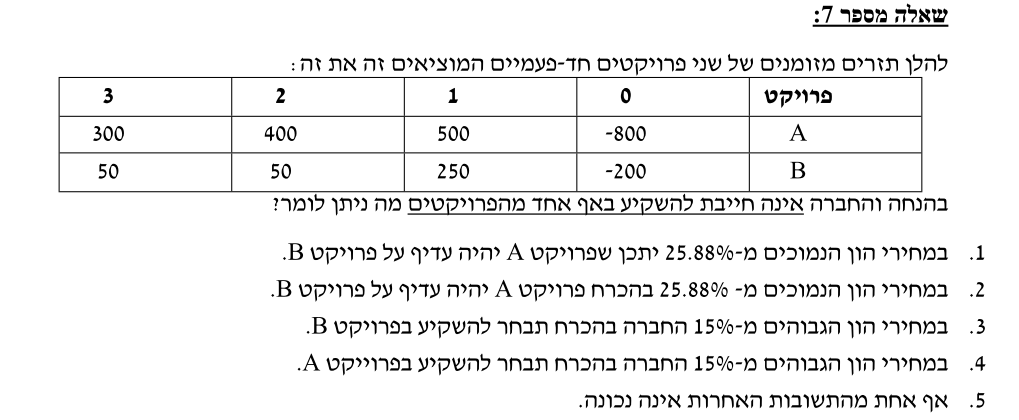 שאלה מספר 7:
להלן תזרים מזומנים של שני פרויקטים חד-פעמיים המוציאים זה את זה:
פרויקט 0 1 2 3
A -800 500 400 300
B -200 250 50 50
בהנחה והחברה אינה חייבת להשקיע באף אחד מהפרויקטים מה ניתן לומר?
1. במחירי הון הנמוכים מ-25.88% יתכן שפרויקט A יהיה עדיף על פרויקט B.
2. במחירי הון הנמוכים מ- 25.88% בהכרח פרויקט A יהיה עדיף על פרויקט B.
3. במחירי הון הגבוהים מ-15% החברה בהכרח תבחר להשקיע בפרויקט B.
4. במחירי הון הגבוהים מ-15% החברה בהכרח תבחר להשקיע בפרוייקט A.
5. אף אחת מהתשובות האחרות אינה נכונה.